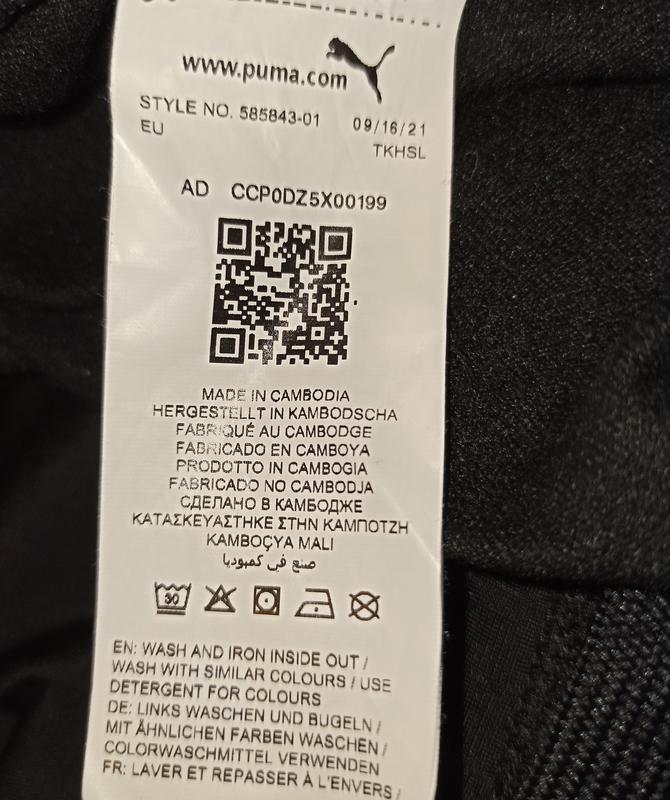 www.puma.com
STYLE NO. 585843-01 09/16/21
EU TKHSL
AD CCP0DZ5X00199
MADE IN CAMBODIA
HERGESTELLT IN KAMBODSCHA
FABRIQUÉ AU CAMBODGE
FABRICADO EN CAMBOYA
PRODOTTO IN CAMBOGIA
FABRICADO NO CAMBODJA
СДЕЛАНО В КАМБОДЖЕ
ΚΑΤΑΣΚΕΥΑΣΤΗΚΕ ΣΤΗΝ ΚΑΜΠΟΤΖΗ
KAMBOÇYA MALI
صنع في كمبوديا
30
EN: WASH AND IRON INSIDE OUT /
WASH WITH SIMILAR COLOURS / USE
DETERGENT FOR COLOURS
DE: LINKS WASCHEN UND BUGELN /
MIT ÄHNLICHEN FARBEN WASCHEN /
COLORWASCHMITTEL VERWENDEN
FR: LAVER ET REPASSER À L'ENVERS /